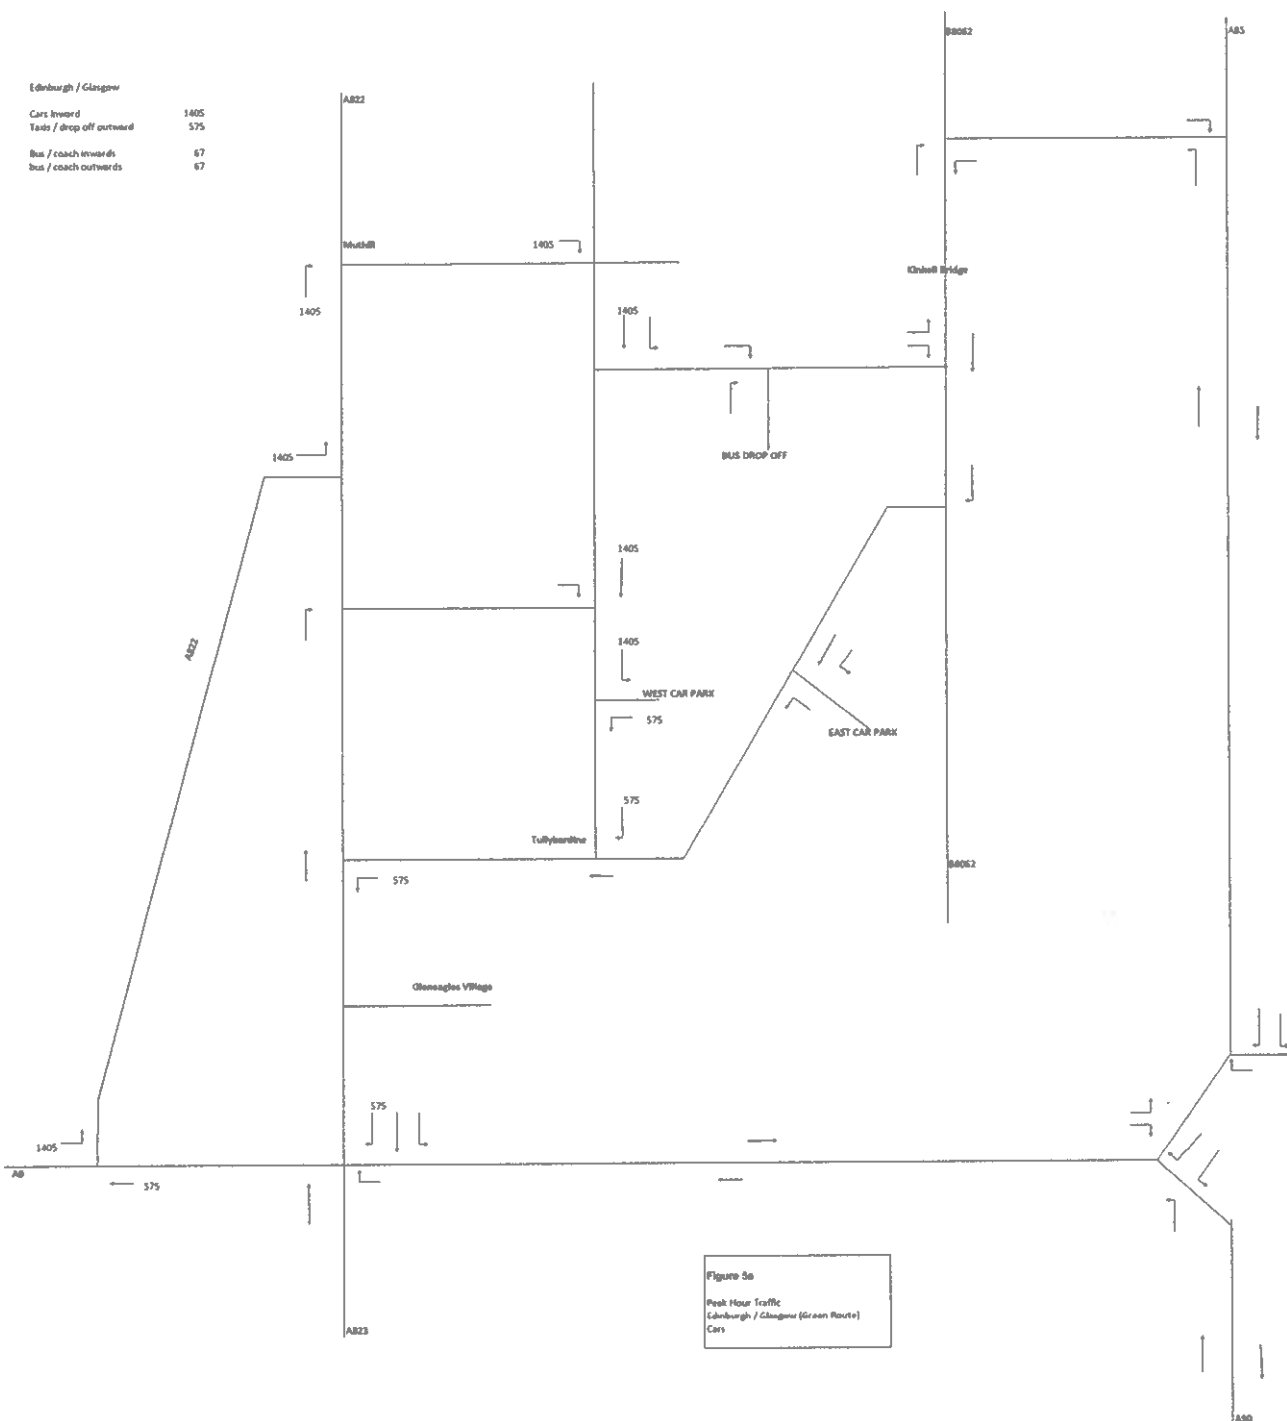 B8062
A85
Edinburgh / Glasgow
A822
Cars Inward 1405
Taxis / drop off outward 575
Bus / coach inwards 67
bus / coach outwards 67
Muthill
1405
Kinkell Bridge
1405
1405
1405
BUS DROP OFF
1405
1405
A822
WEST CAR PARK
575
EAST CAR PARK
575
Tullybardine
B8062
575
Gleneagles Village
575
1405
A9
575
Figure 5a
Peak Hour Traffic
Edinburgh / Glasgow (Green Route)
Cars
A823
A90